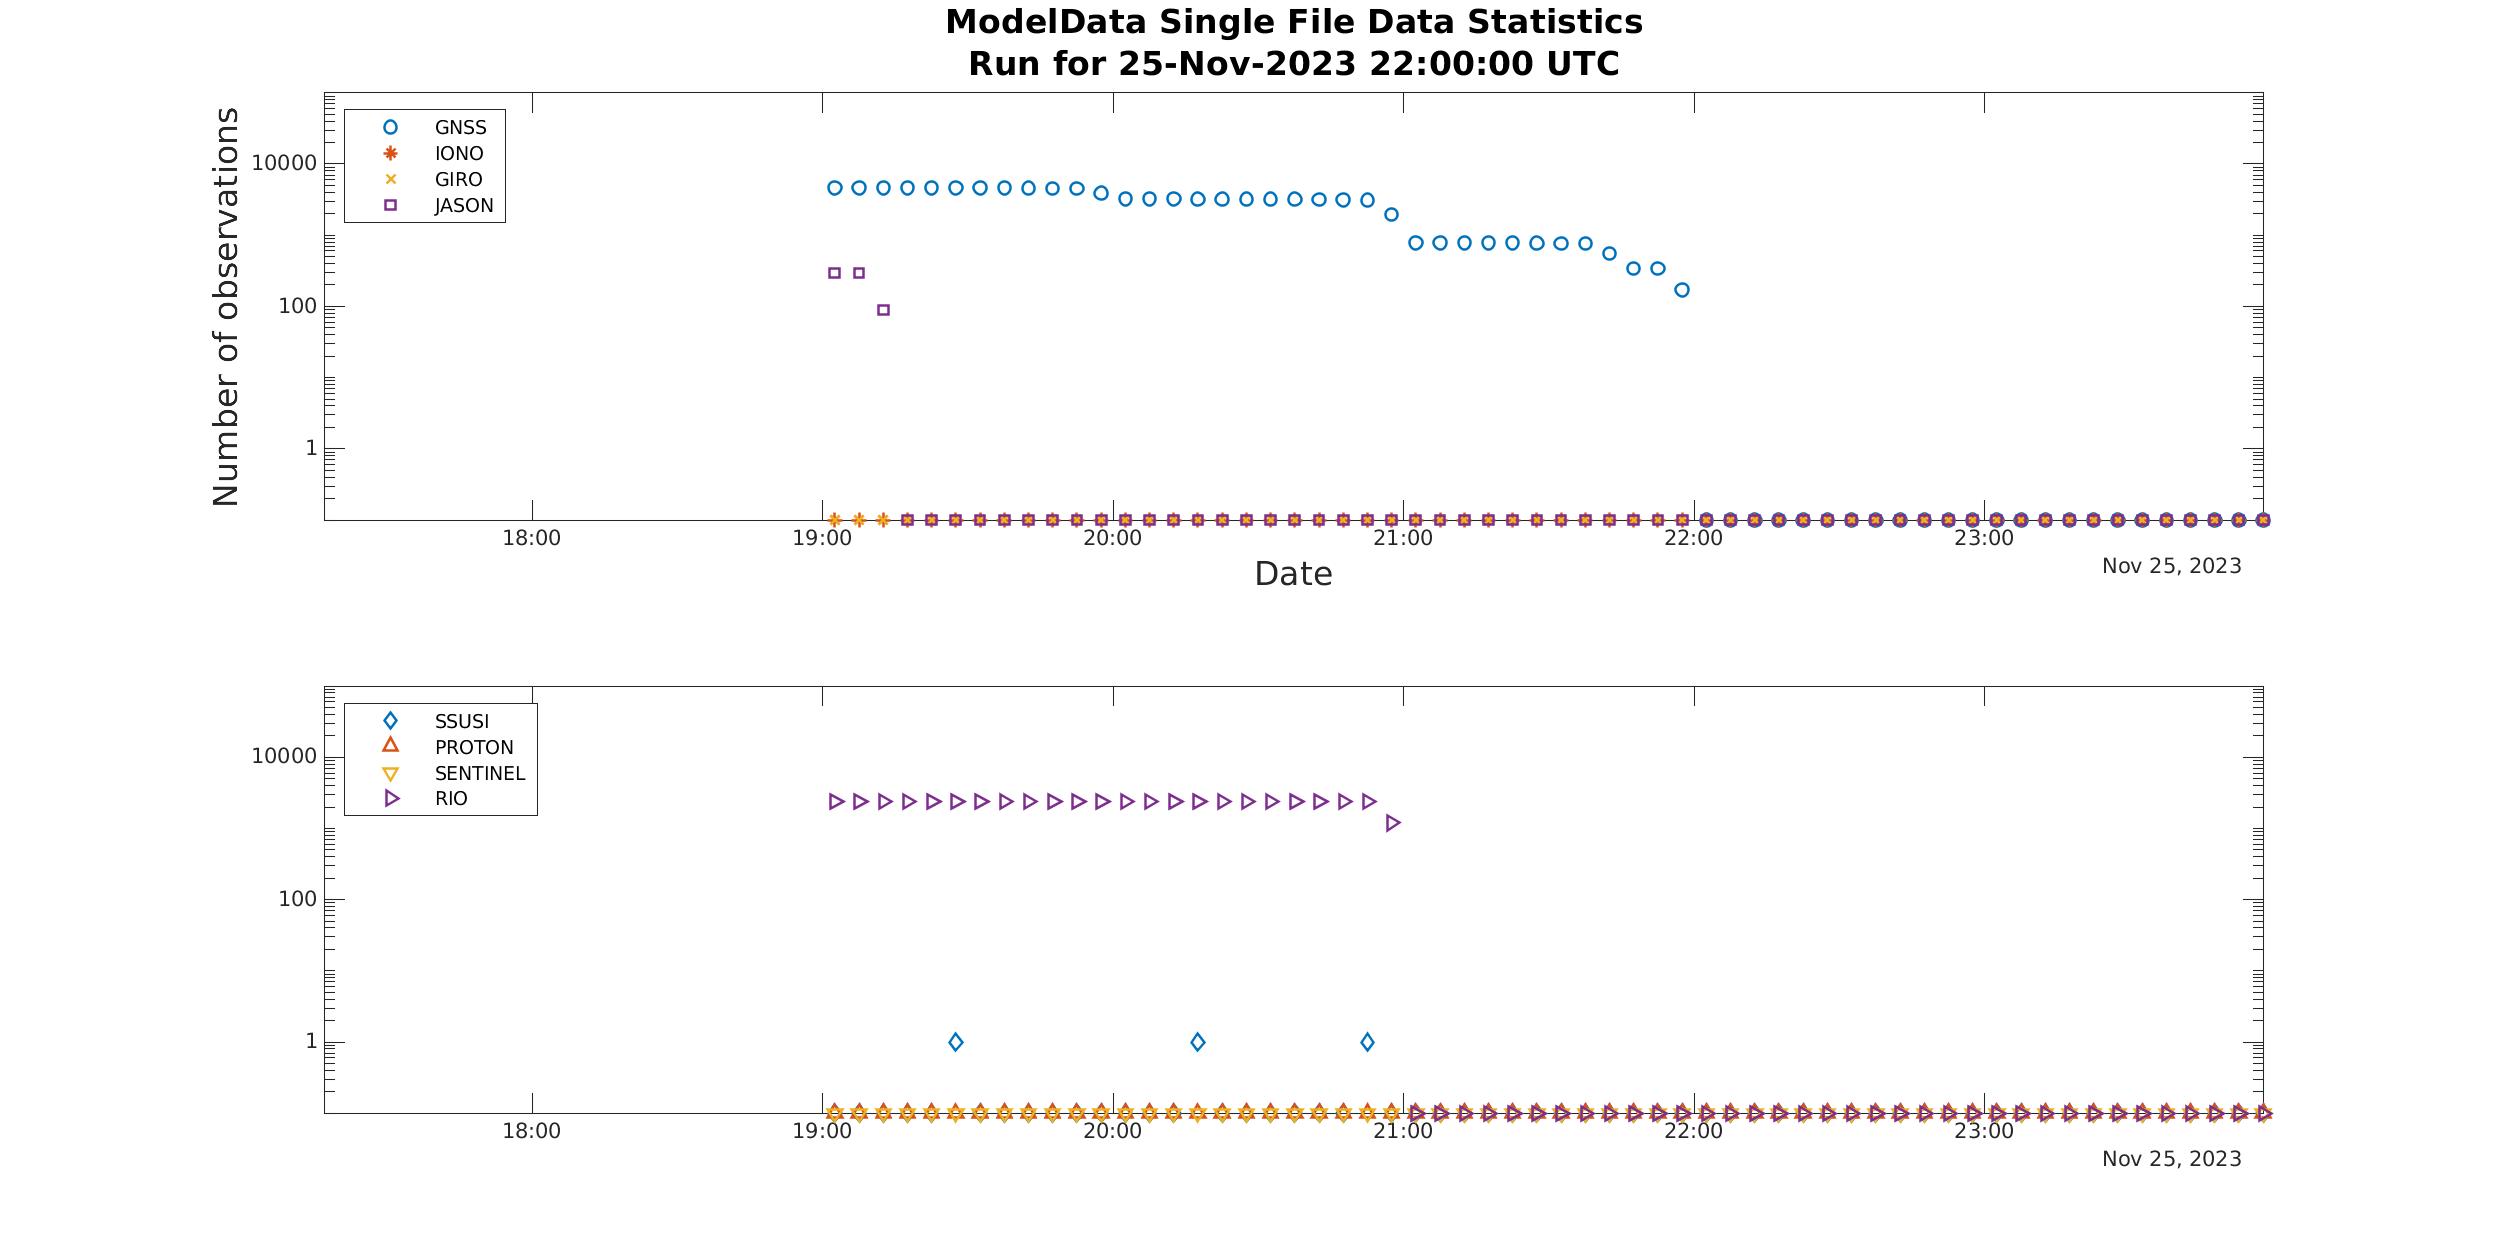 ModelData Single File Data Statistics
Run for 25-Nov-2023 22:00:00 UTC
Number of observations
10000
100
1
GNSS
IONO
GIRO
JASON
18:00 19:00 20:00 21:00 22:00 23:00
Date
Nov 25, 2023
10000
100
1
SSUSI
PROTON
SENTINEL
RIO
18:00 19:00 20:00 21:00 22:00 23:00
Nov 25, 2023